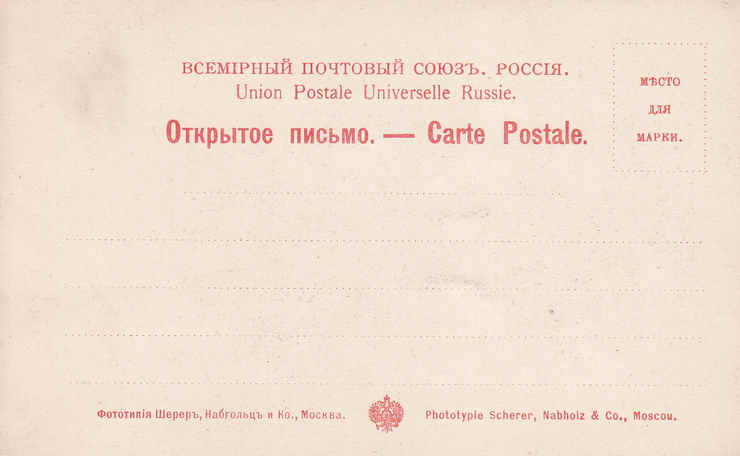 ВСЕМІРНЫЙ ПОЧТОВЫЙ СОЮЗЪ. РОССІЯ.
Union Postale Universelle Russie.
Открытое письмо. — Carte Postale.
МѢСТО
ДЛЯ
МАРКИ.
Фототипія Шереръ, Набгольцъ и Ко., Москва.
Phototypie Scherer, Nabholz & Co., Moscou.